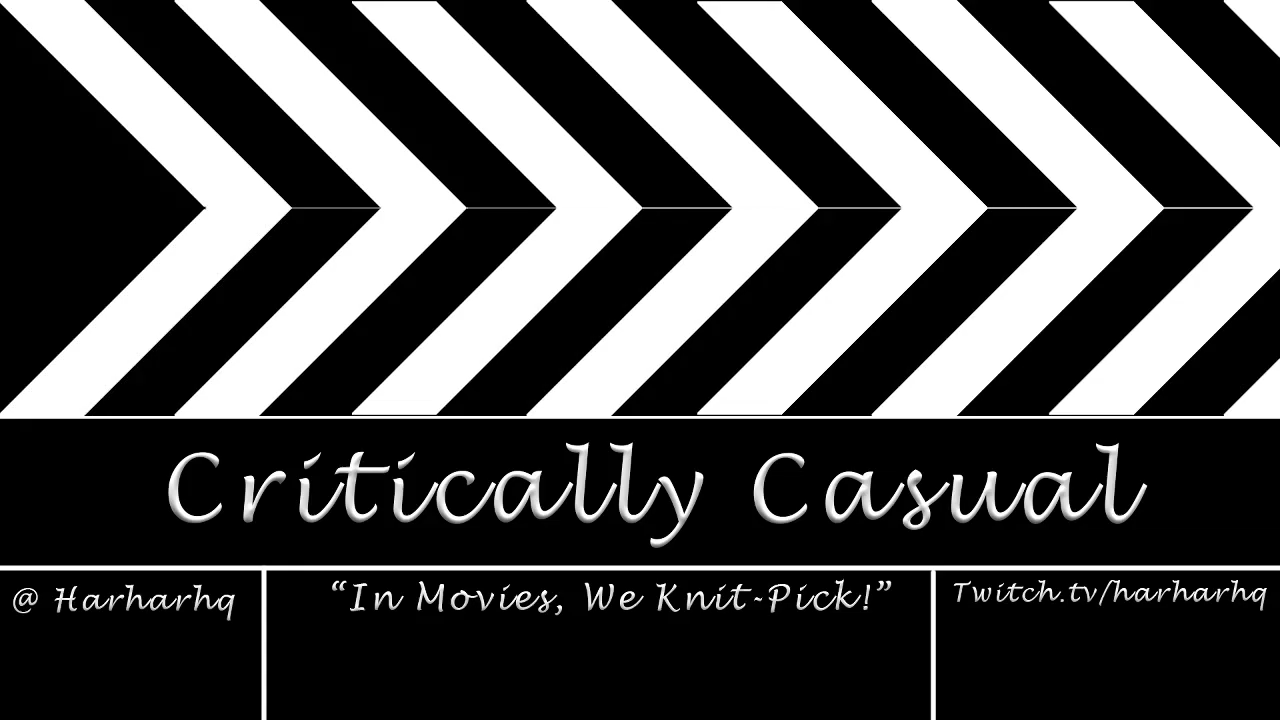 Critically Casual
@ Harharhq
“In Movies, We Knit-Pick!”
Twitch.tv/harharhq